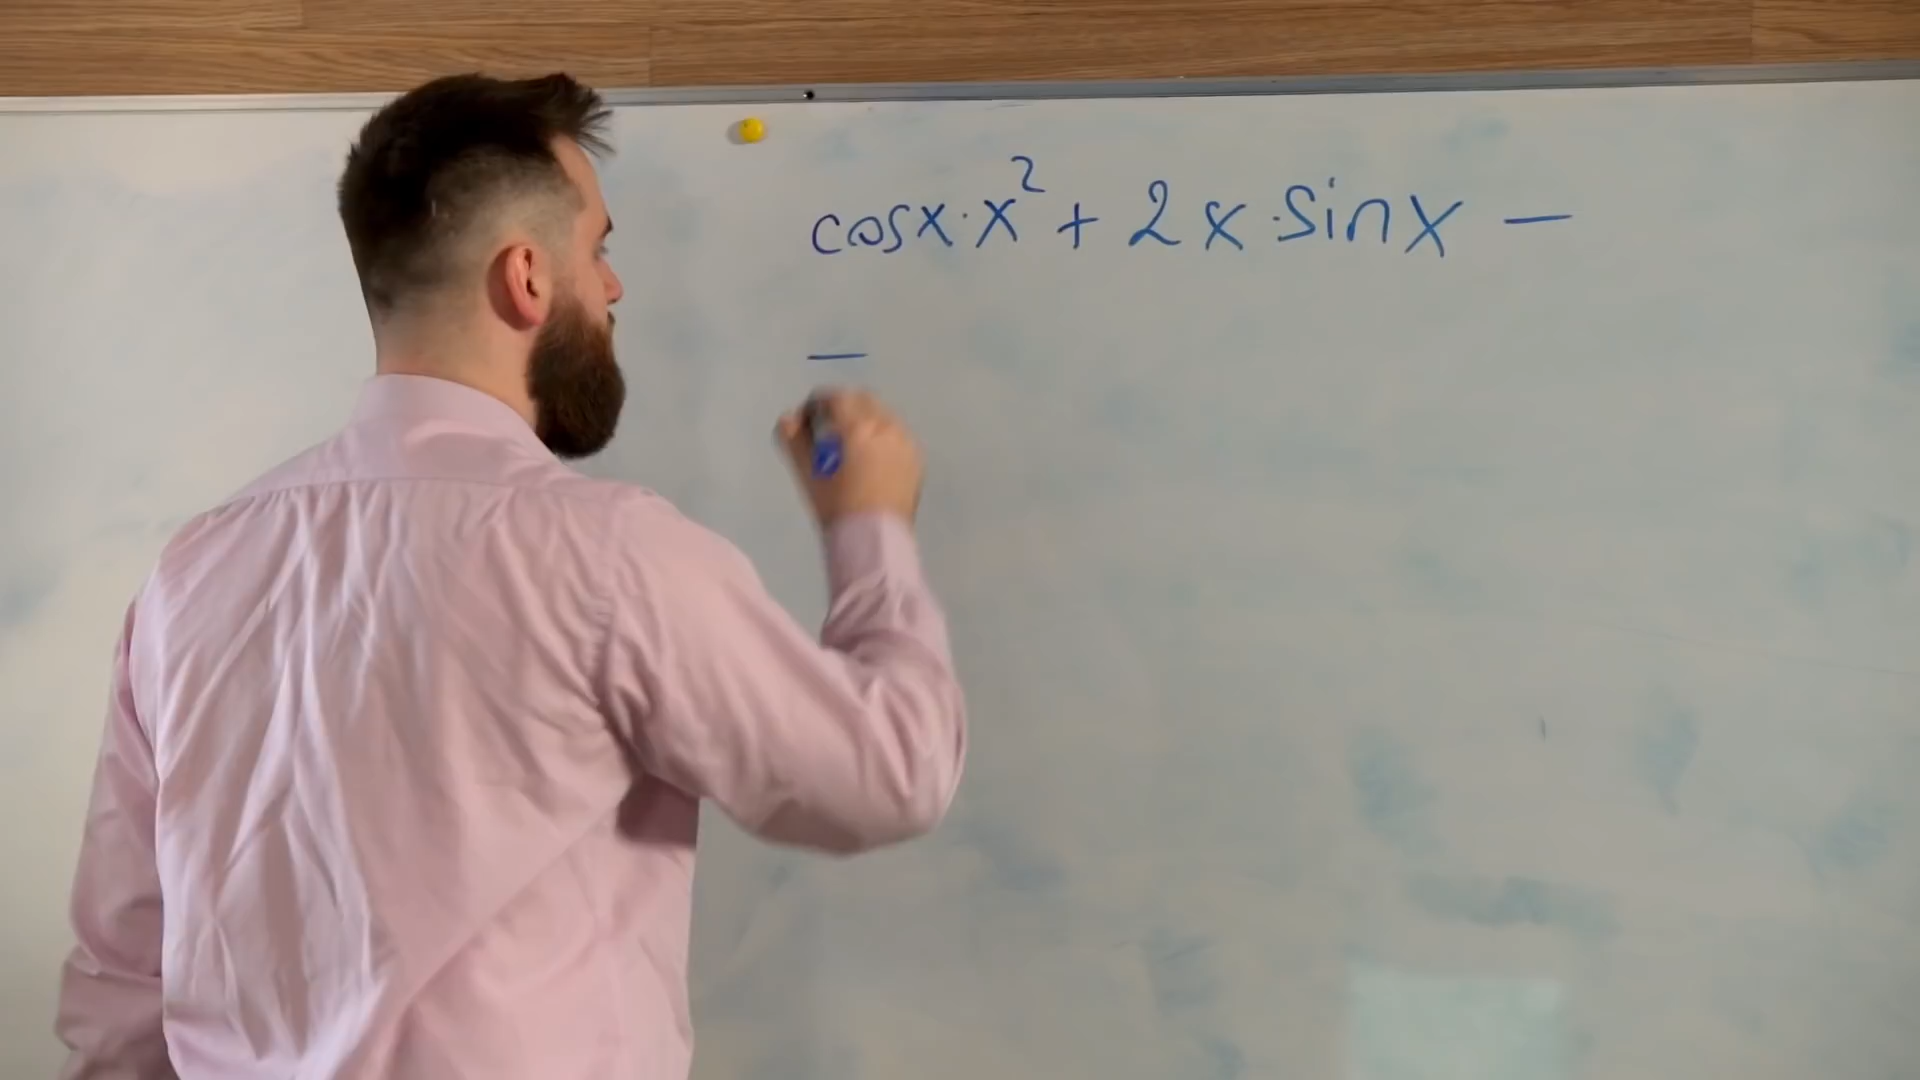 cosx·x² + 2x·sinx −
−